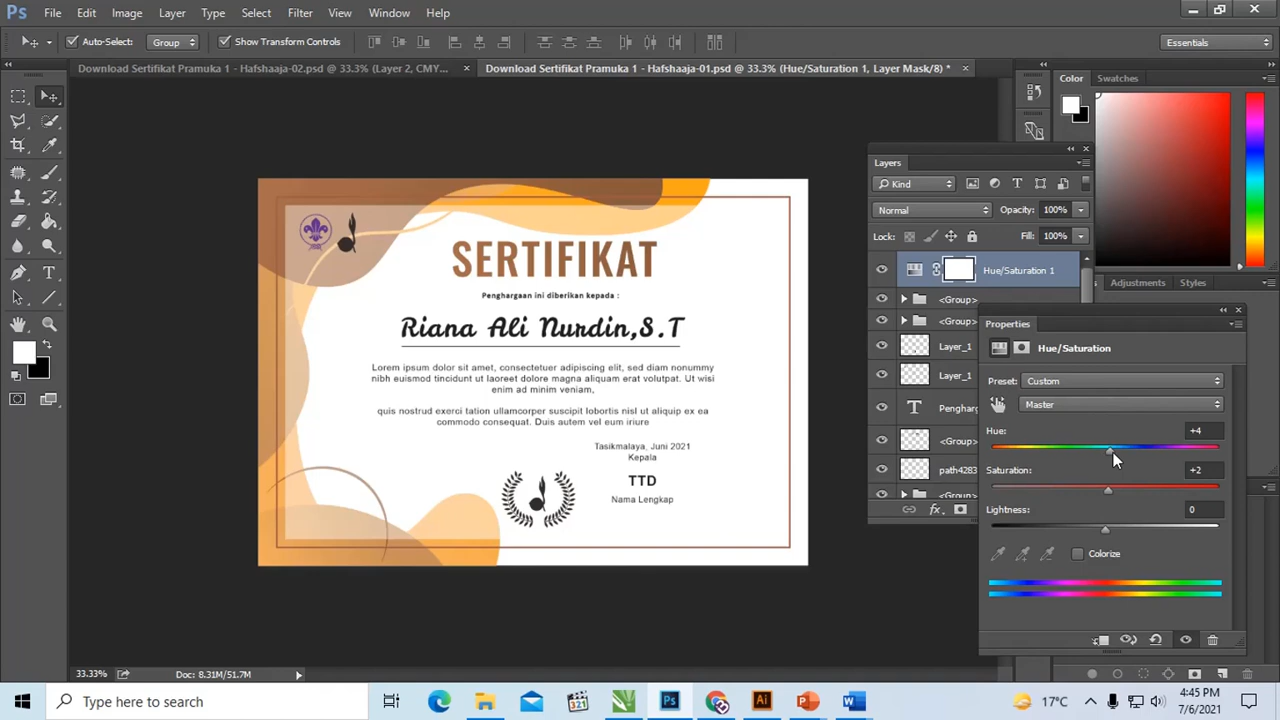 Ps File Edit Image Layer Type Select Filter View Window Help
Auto-Select: Group Show Transform Controls Essentials
Download Sertifikat Pramuka 1 - Hafshaaja-02.psd @ 33.3% (Layer 2, CMY... × Download Sertifikat Pramuka 1 - Hafshaaja-01.psd @ 33.3% (Hue/Saturation 1, Layer Mask/8) * ×
Color Swatches
Layers
Kind
Normal Opacity: 100%
Lock: Fill: 100%
Hue/Saturation 1
<Group>
<Group>
Layer_1
Layer_1
Pengharg
<Group>
path4283
<Group>
fx
Adjustments Styles
Properties
Hue/Saturation
Preset: Custom
Master
Hue: +4
Saturation: +2
Lightness: 0
Colorize
SERTIFIKAT
Penghargaan ini diberikan kepada :
Riana Ali Nurdin,S.T
Lorem ipsum dolor sit amet, consectetuer adipiscing elit, sed diam nonummy
nibh euismod tincidunt ut laoreet dolore magna aliquam erat volutpat. Ut wisi
enim ad minim veniam,
quis nostrud exerci tation ullamcorper suscipit lobortis nisl ut aliquip ex ea
commodo consequat. Duis autem vel eum iriure
Tasikmalaya, Juni 2021
Kepala
TTD
Nama Lengkap
33.33% Doc: 8.31M/51.7M
Type here to search
321
Ps Ai
17°C
4:45 PM
7/6/2021